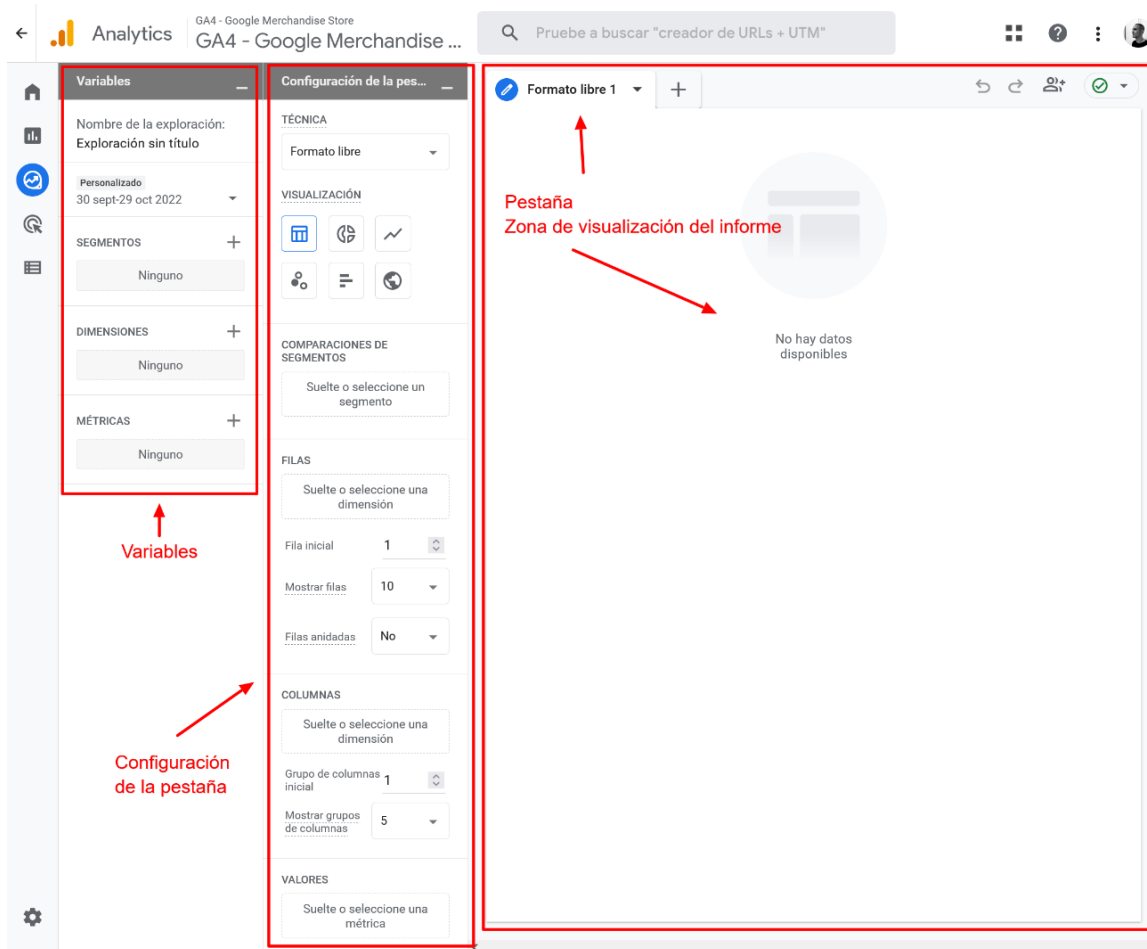 Analytics
GA4 - Google Merchandise Store
GA4 - Google Merchandise ...
Pruebe a buscar "creador de URLs + UTM"
Variables
Nombre de la exploración:
Exploración sin título
Personalizado
30 sept-29 oct 2022
SEGMENTOS
Ninguno
DIMENSIONES
Ninguno
MÉTRICAS
Ninguno
Variables
Configuración
de la pestaña
Configuración de la pes...
TÉCNICA
Formato libre
VISUALIZACIÓN
COMPARACIONES DE
SEGMENTOS
Suelte o seleccione un
segmento
FILAS
Suelte o seleccione una
dimensión
Fila inicial 1
Mostrar filas 10
Filas anidadas No
COLUMNAS
Suelte o seleccione una
dimensión
Grupo de columnas
inicial 1
Mostrar grupos
de columnas 5
VALORES
Suelte o seleccione una
métrica
Formato libre 1
Pestaña
Zona de visualización del informe
No hay datos
disponibles